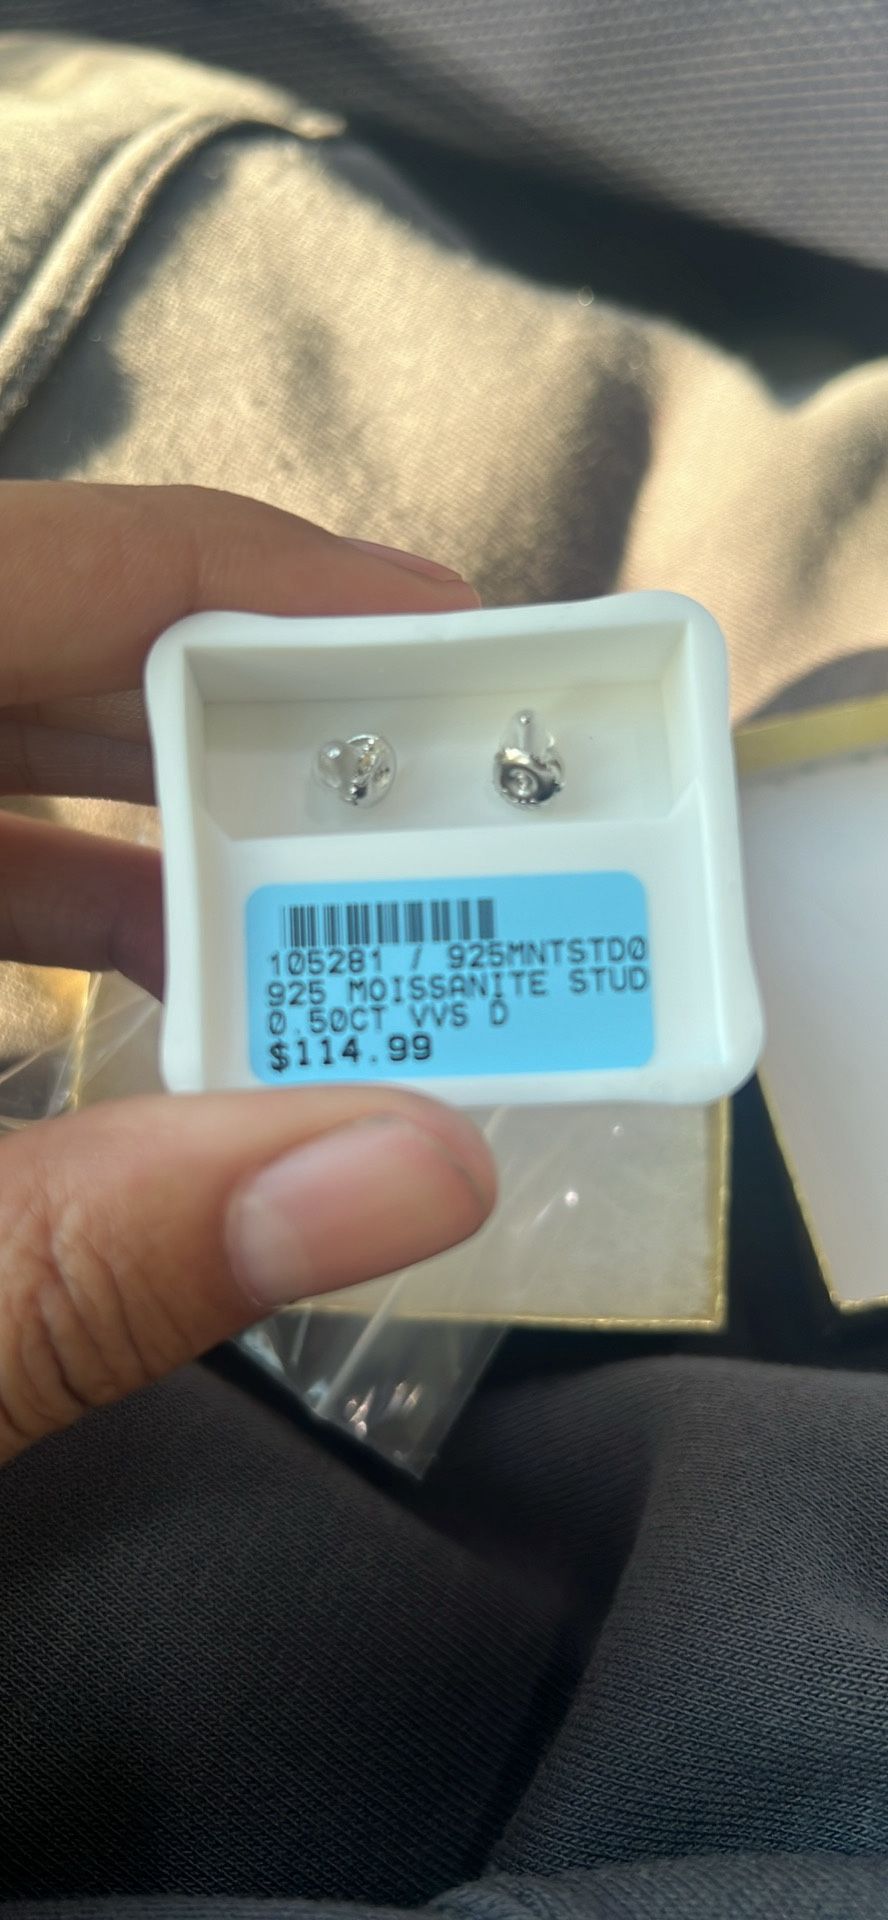 105281 / 925MNTSTD0
925 MOISSANITE STUD
0.50CT VVS D
$114.99